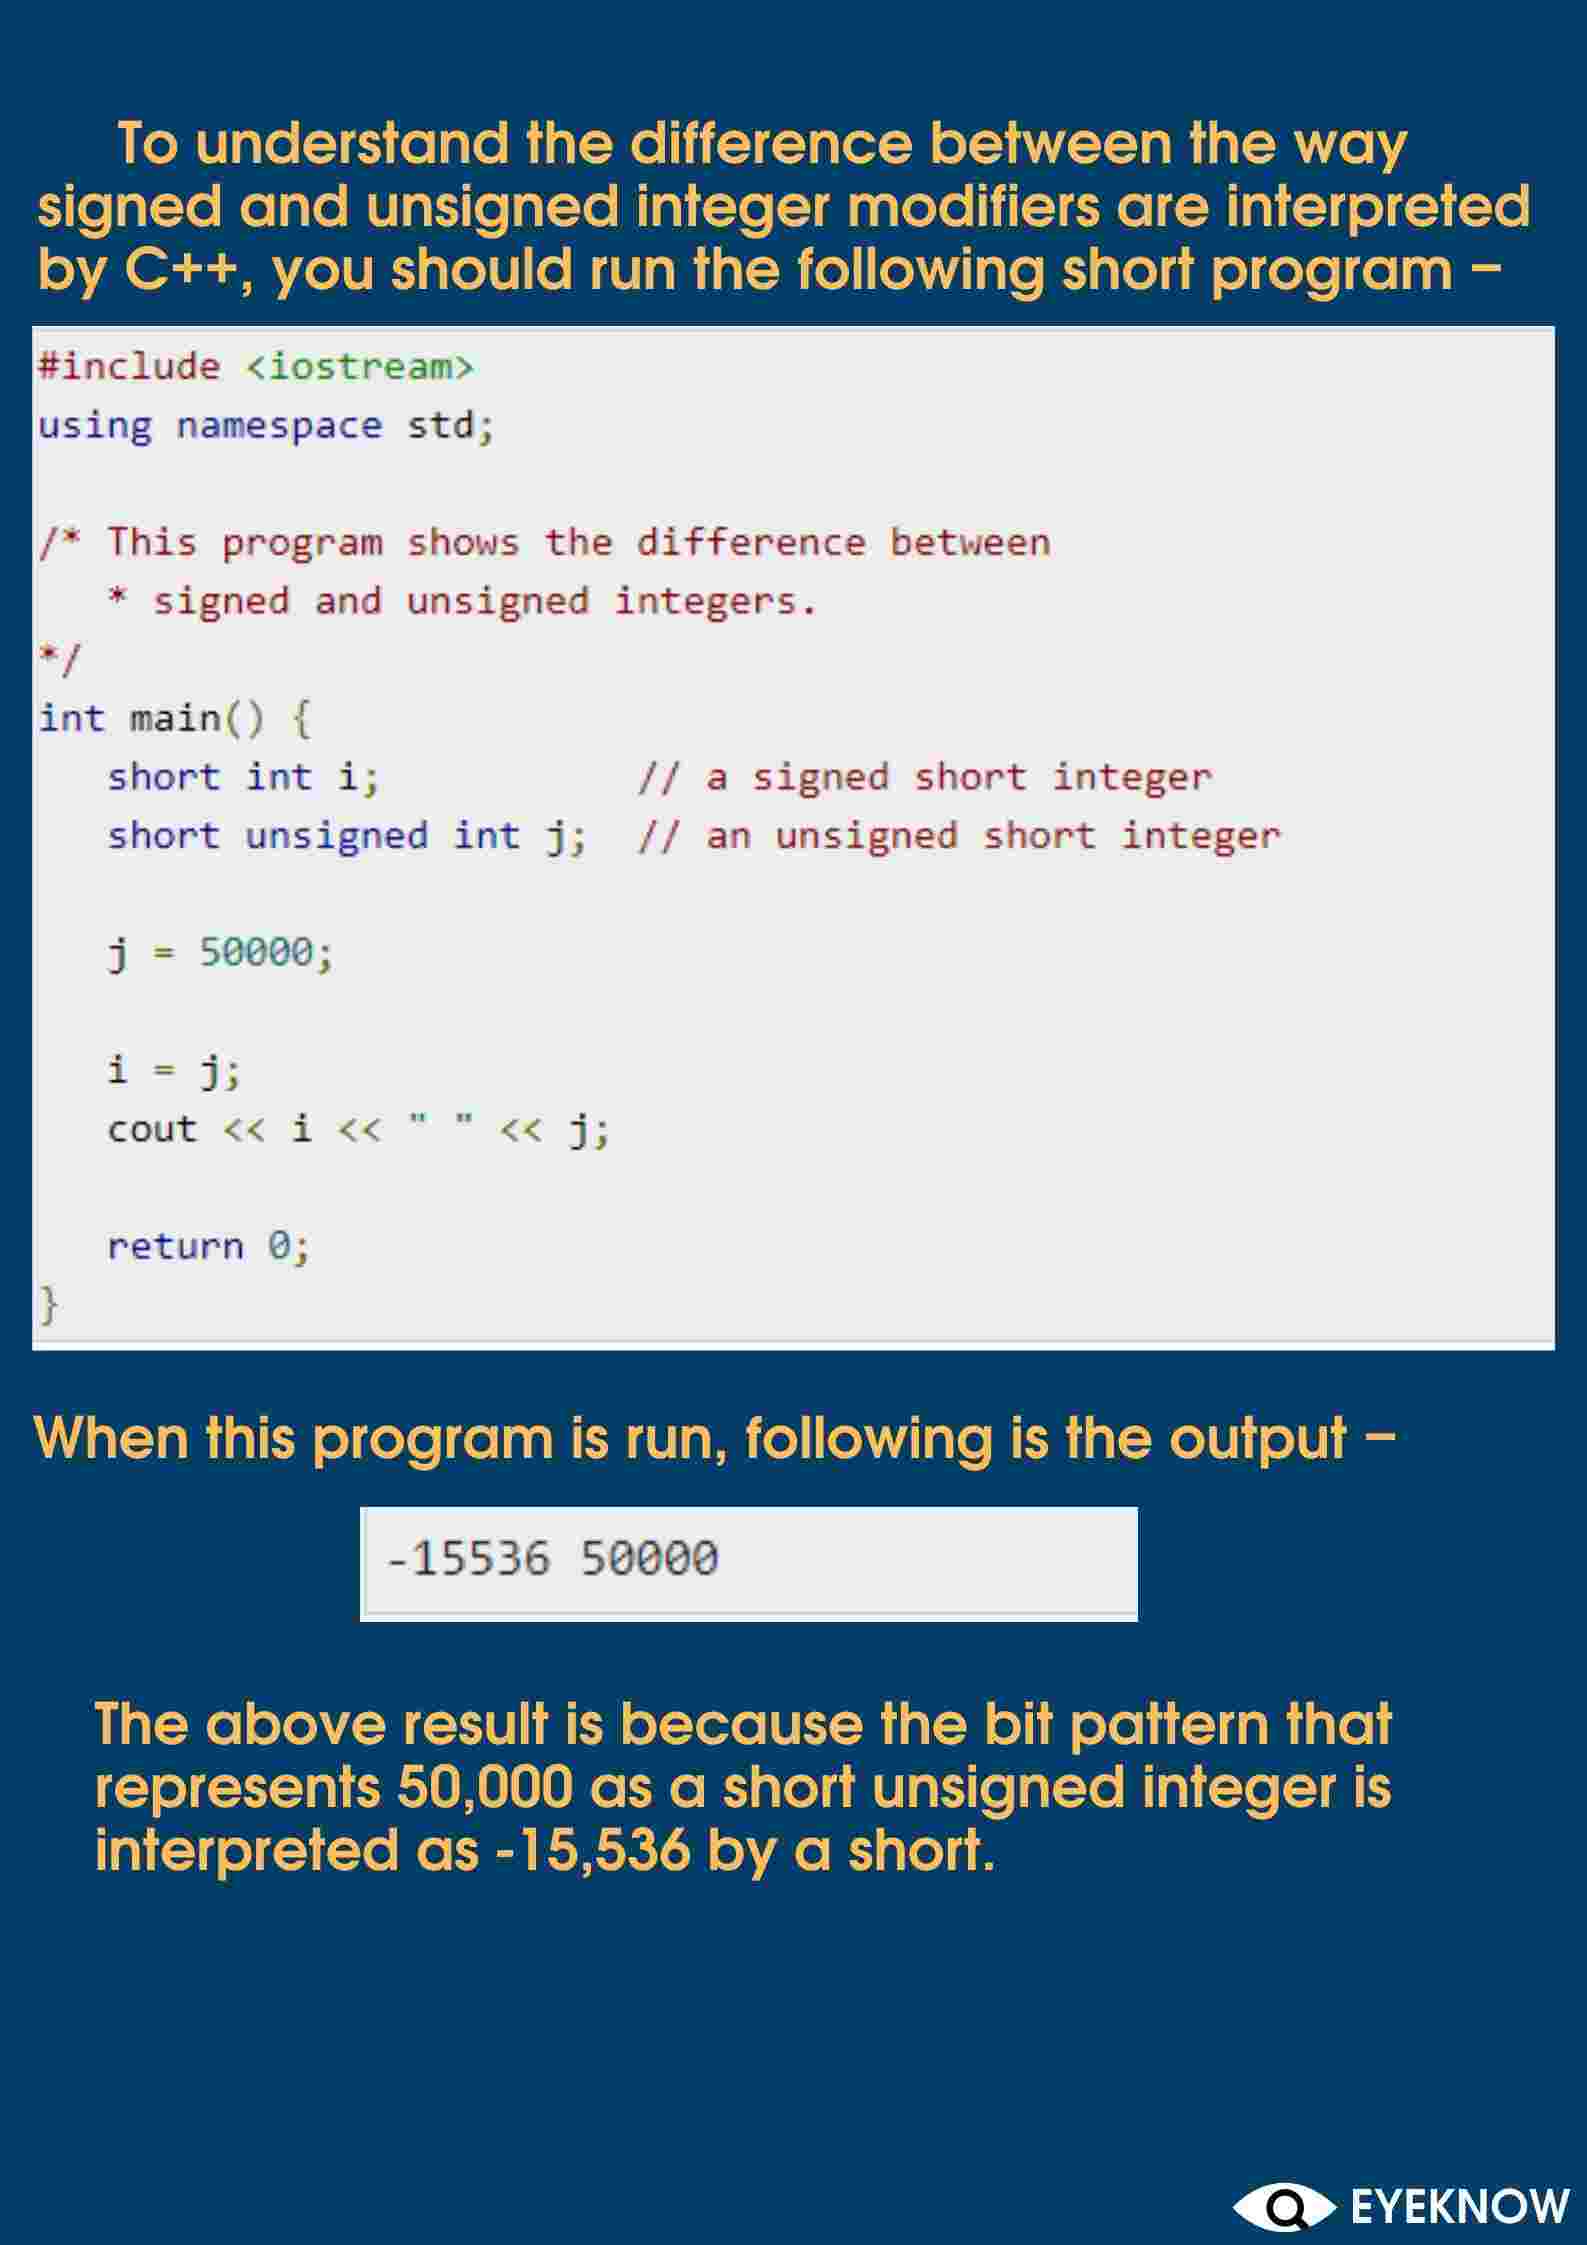 To understand the difference between the way
signed and unsigned integer modifiers are interpreted
by C++, you should run the following short program –
#include <iostream>
using namespace std;
/* This program shows the difference between
   * signed and unsigned integers.
*/
int main() {
   short int i;           // a signed short integer
   short unsigned int j;  // an unsigned short integer
   j = 50000;
   i = j;
   cout << i << " " << j;
   return 0;
}
When this program is run, following is the output –
-15536 50000
The above result is because the bit pattern that
represents 50,000 as a short unsigned integer is
interpreted as -15,536 by a short.
EYEKNOW